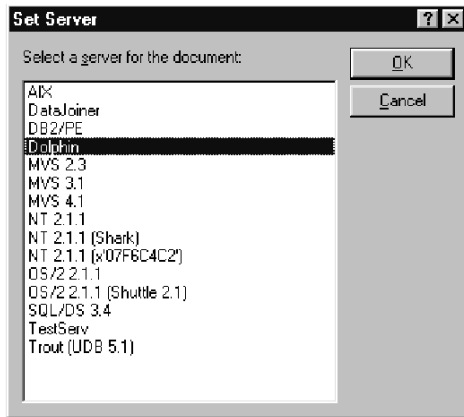 Set Server
Select a server for the document:
OK
Cancel
AIX
DataJoiner
DB2/PE
Dolphin
MVS 2.3
MVS 3.1
MVS 4.1
NT 2.1.1
NT 2.1.1 (Shark)
NT 2.1.1 (x'07F6C4C2')
OS/2 2.1.1
OS/2 2.1.1 (Shuttle 2.1)
SQL/DS 3.4
TestServ
Trout (UDB 5.1)